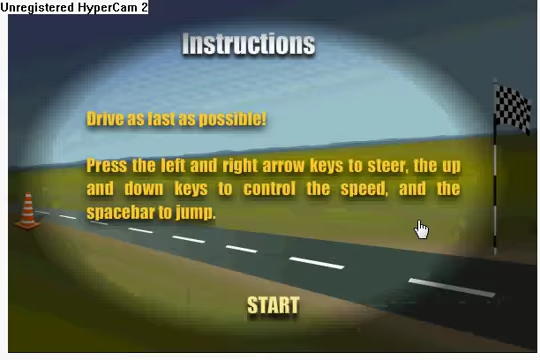 Unregistered HyperCam 2
Instructions
Drive as fast as possible!
Press the left and right arrow keys to steer, the up
and down keys to control the speed, and the
spacebar to jump.
START